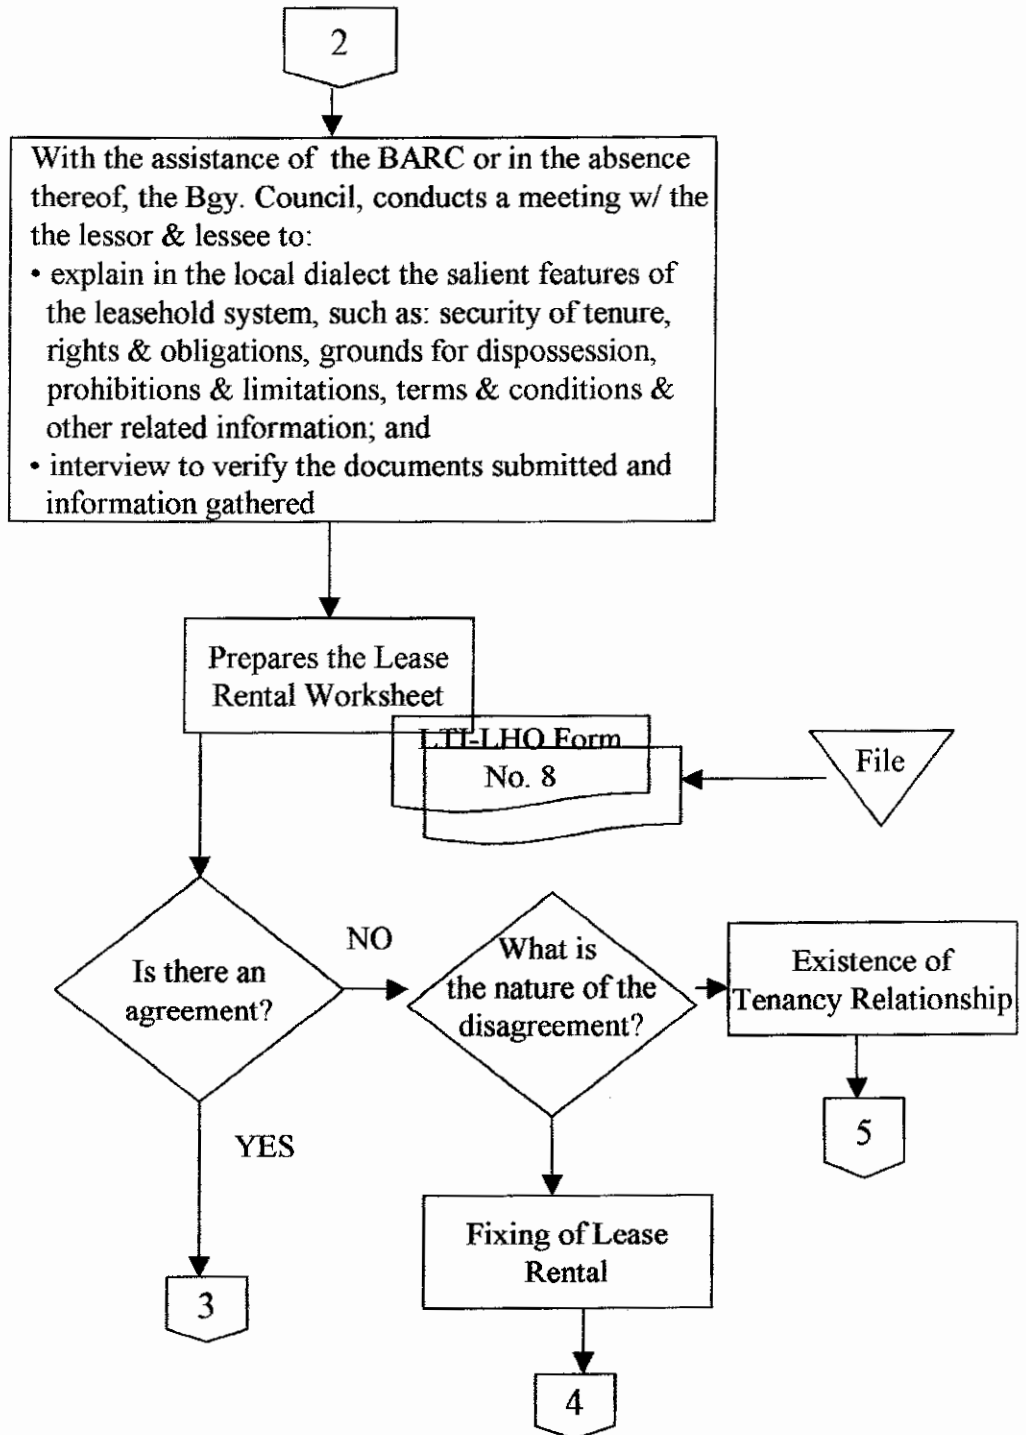 2
With the assistance of the BARC or in the absence
thereof, the Bgy. Council, conducts a meeting w/ the
the lessor & lessee to:
• explain in the local dialect the salient features of
the leasehold system, such as: security of tenure,
rights & obligations, grounds for dispossession,
prohibitions & limitations, terms & conditions &
other related information; and
• interview to verify the documents submitted and
information gathered
Prepares the Lease
Rental Worksheet
LTI-LHO Form
No. 8
File
Is there an
agreement?
NO
What is
the nature of the
disagreement?
Existence of
Tenancy Relationship
YES
5
Fixing of Lease
Rental
3
4